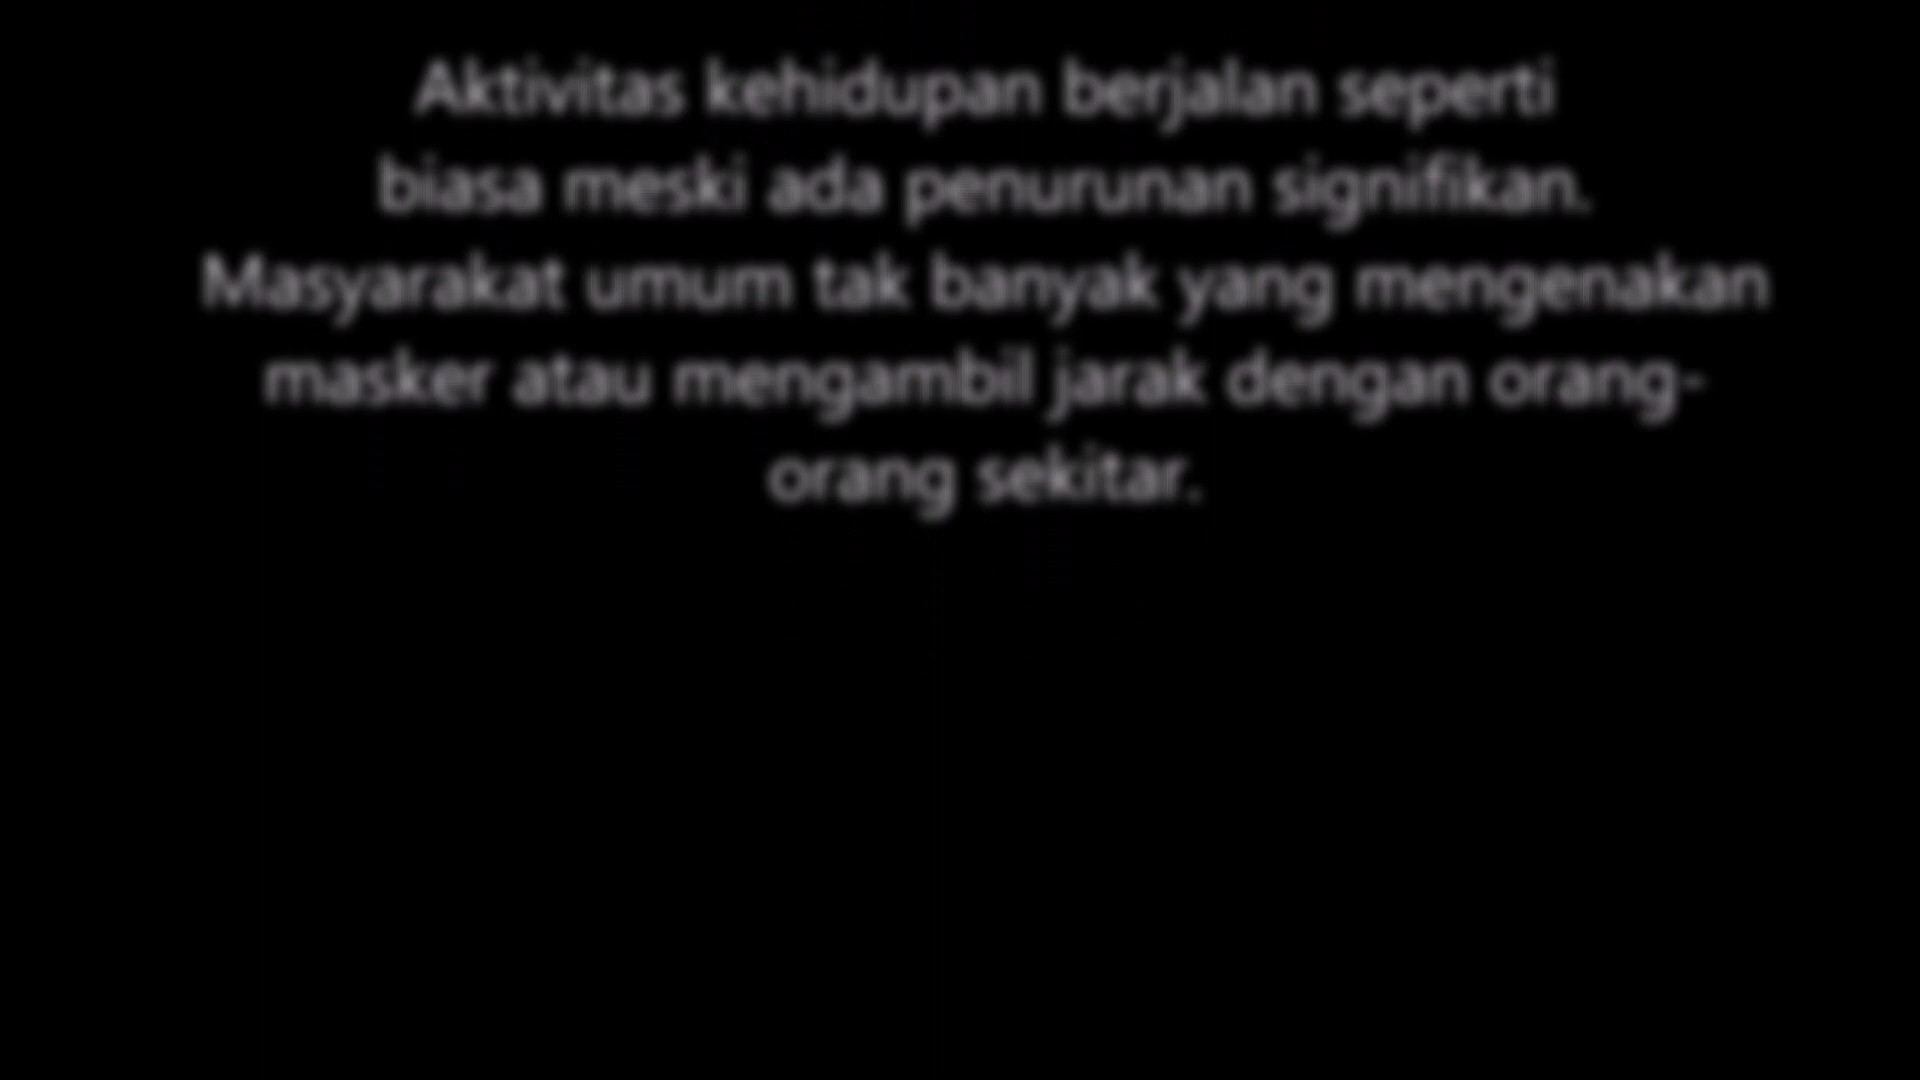 Aktivitas kehidupan berjalan seperti
biasa meski ada penurunan signifikan.
Masyarakat umum tak banyak yang mengenakan
masker atau mengambil jarak dengan orang-
orang sekitar.